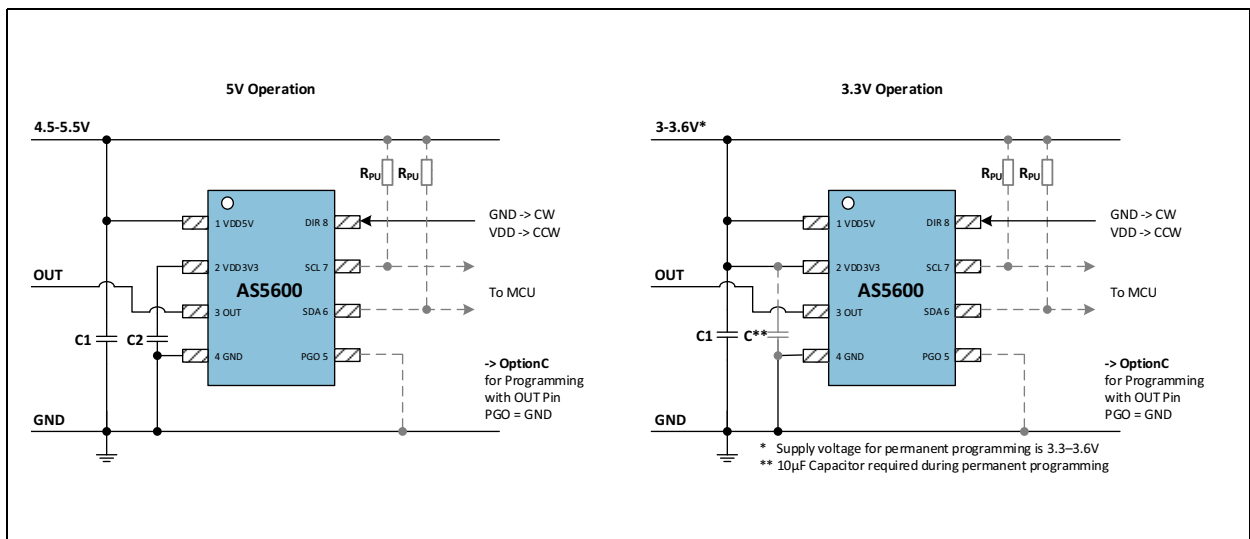 5V Operation
4.5-5.5V
RPU RPU
1 VDD5V
DIR 8
GND -> CW
VDD -> CCW
2 VDD3V3
SCL 7
OUT
AS5600
To MCU
3 OUT
SDA 6
C1
C2
4 GND
PGO 5
-> OptionC
for Programming
with OUT Pin
PGO = GND
GND
3.3V Operation
3-3.6V*
RPU RPU
1 VDD5V
DIR 8
GND -> CW
VDD -> CCW
2 VDD3V3
SCL 7
OUT
AS5600
To MCU
3 OUT
SDA 6
C1
C**
4 GND
PGO 5
-> OptionC
for Programming
with OUT Pin
PGO = GND
GND
* Supply voltage for permanent programming is 3.3–3.6V
** 10µF Capacitor required during permanent programming